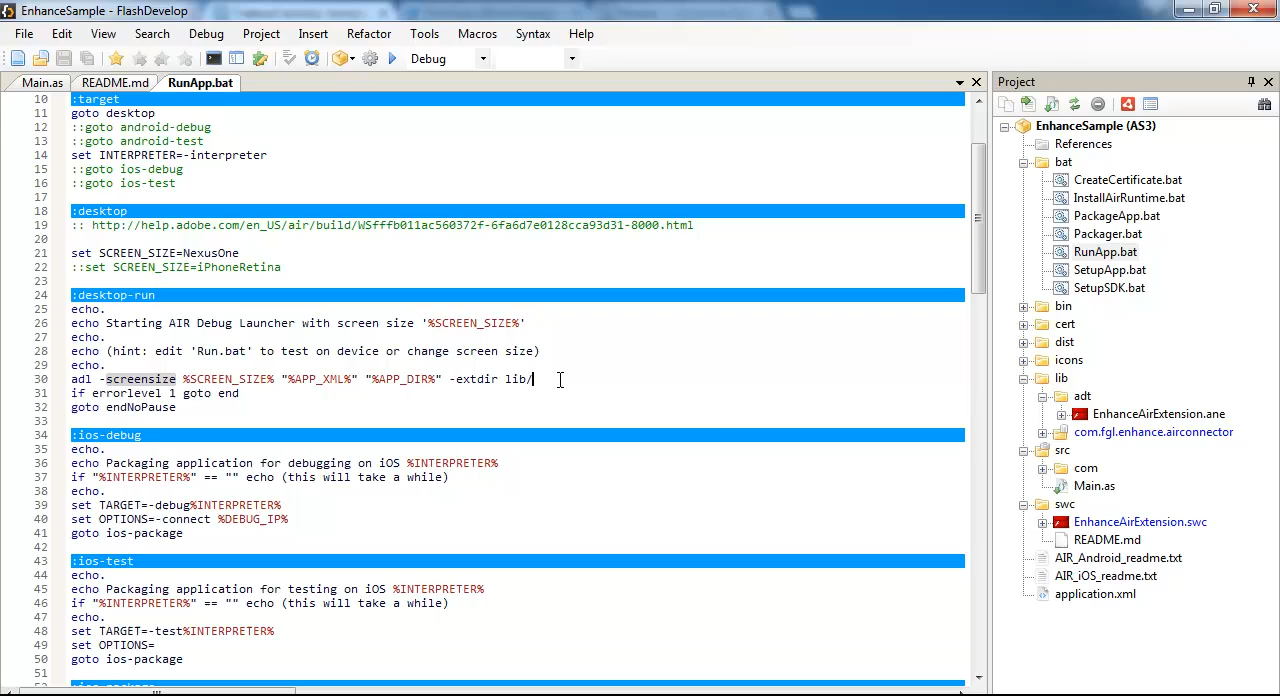 EnhanceSample - FlashDevelop
File Edit View Search Debug Project Insert Refactor Tools Macros Syntax Help
Debug
Main.as README.md RunApp.bat
10 :target
11 goto desktop
12 ::goto android-debug
13 ::goto android-test
14 set INTERPRETER=-interpreter
15 ::goto ios-debug
16 ::goto ios-test
17
18 :desktop
19 :: http://help.adobe.com/en_US/air/build/WSfffb011ac560372f-6fa6d7e0128cca93d31-8000.html
20
21 set SCREEN_SIZE=NexusOne
22 ::set SCREEN_SIZE=iPhoneRetina
23
24 :desktop-run
25 echo.
26 echo Starting AIR Debug Launcher with screen size '%SCREEN_SIZE%'
27 echo.
28 echo (hint: edit 'Run.bat' to test on device or change screen size)
29 echo.
30 adl -screensize %SCREEN_SIZE% "%APP_XML%" "%APP_DIR%" -extdir lib/
31 if errorlevel 1 goto end
32 goto endNoPause
33
34 :ios-debug
35 echo.
36 echo Packaging application for debugging on iOS %INTERPRETER%
37 if "%INTERPRETER%" == "" echo (this will take a while)
38 echo.
39 set TARGET=-debug%INTERPRETER%
40 set OPTIONS=-connect %DEBUG_IP%
41 goto ios-package
42
43 :ios-test
44 echo.
45 echo Packaging application for testing on iOS %INTERPRETER%
46 if "%INTERPRETER%" == "" echo (this will take a while)
47 echo.
48 set TARGET=-test%INTERPRETER%
49 set OPTIONS=
50 goto ios-package
51
Project
EnhanceSample (AS3)
References
bat
CreateCertificate.bat
InstallAirRuntime.bat
PackageApp.bat
Packager.bat
RunApp.bat
SetupApp.bat
SetupSDK.bat
bin
cert
dist
icons
lib
adt
EnhanceAirExtension.ane
com.fgl.enhance.airconnector
src
com
Main.as
swc
EnhanceAirExtension.swc
README.md
AIR_Android_readme.txt
AIR_iOS_readme.txt
application.xml